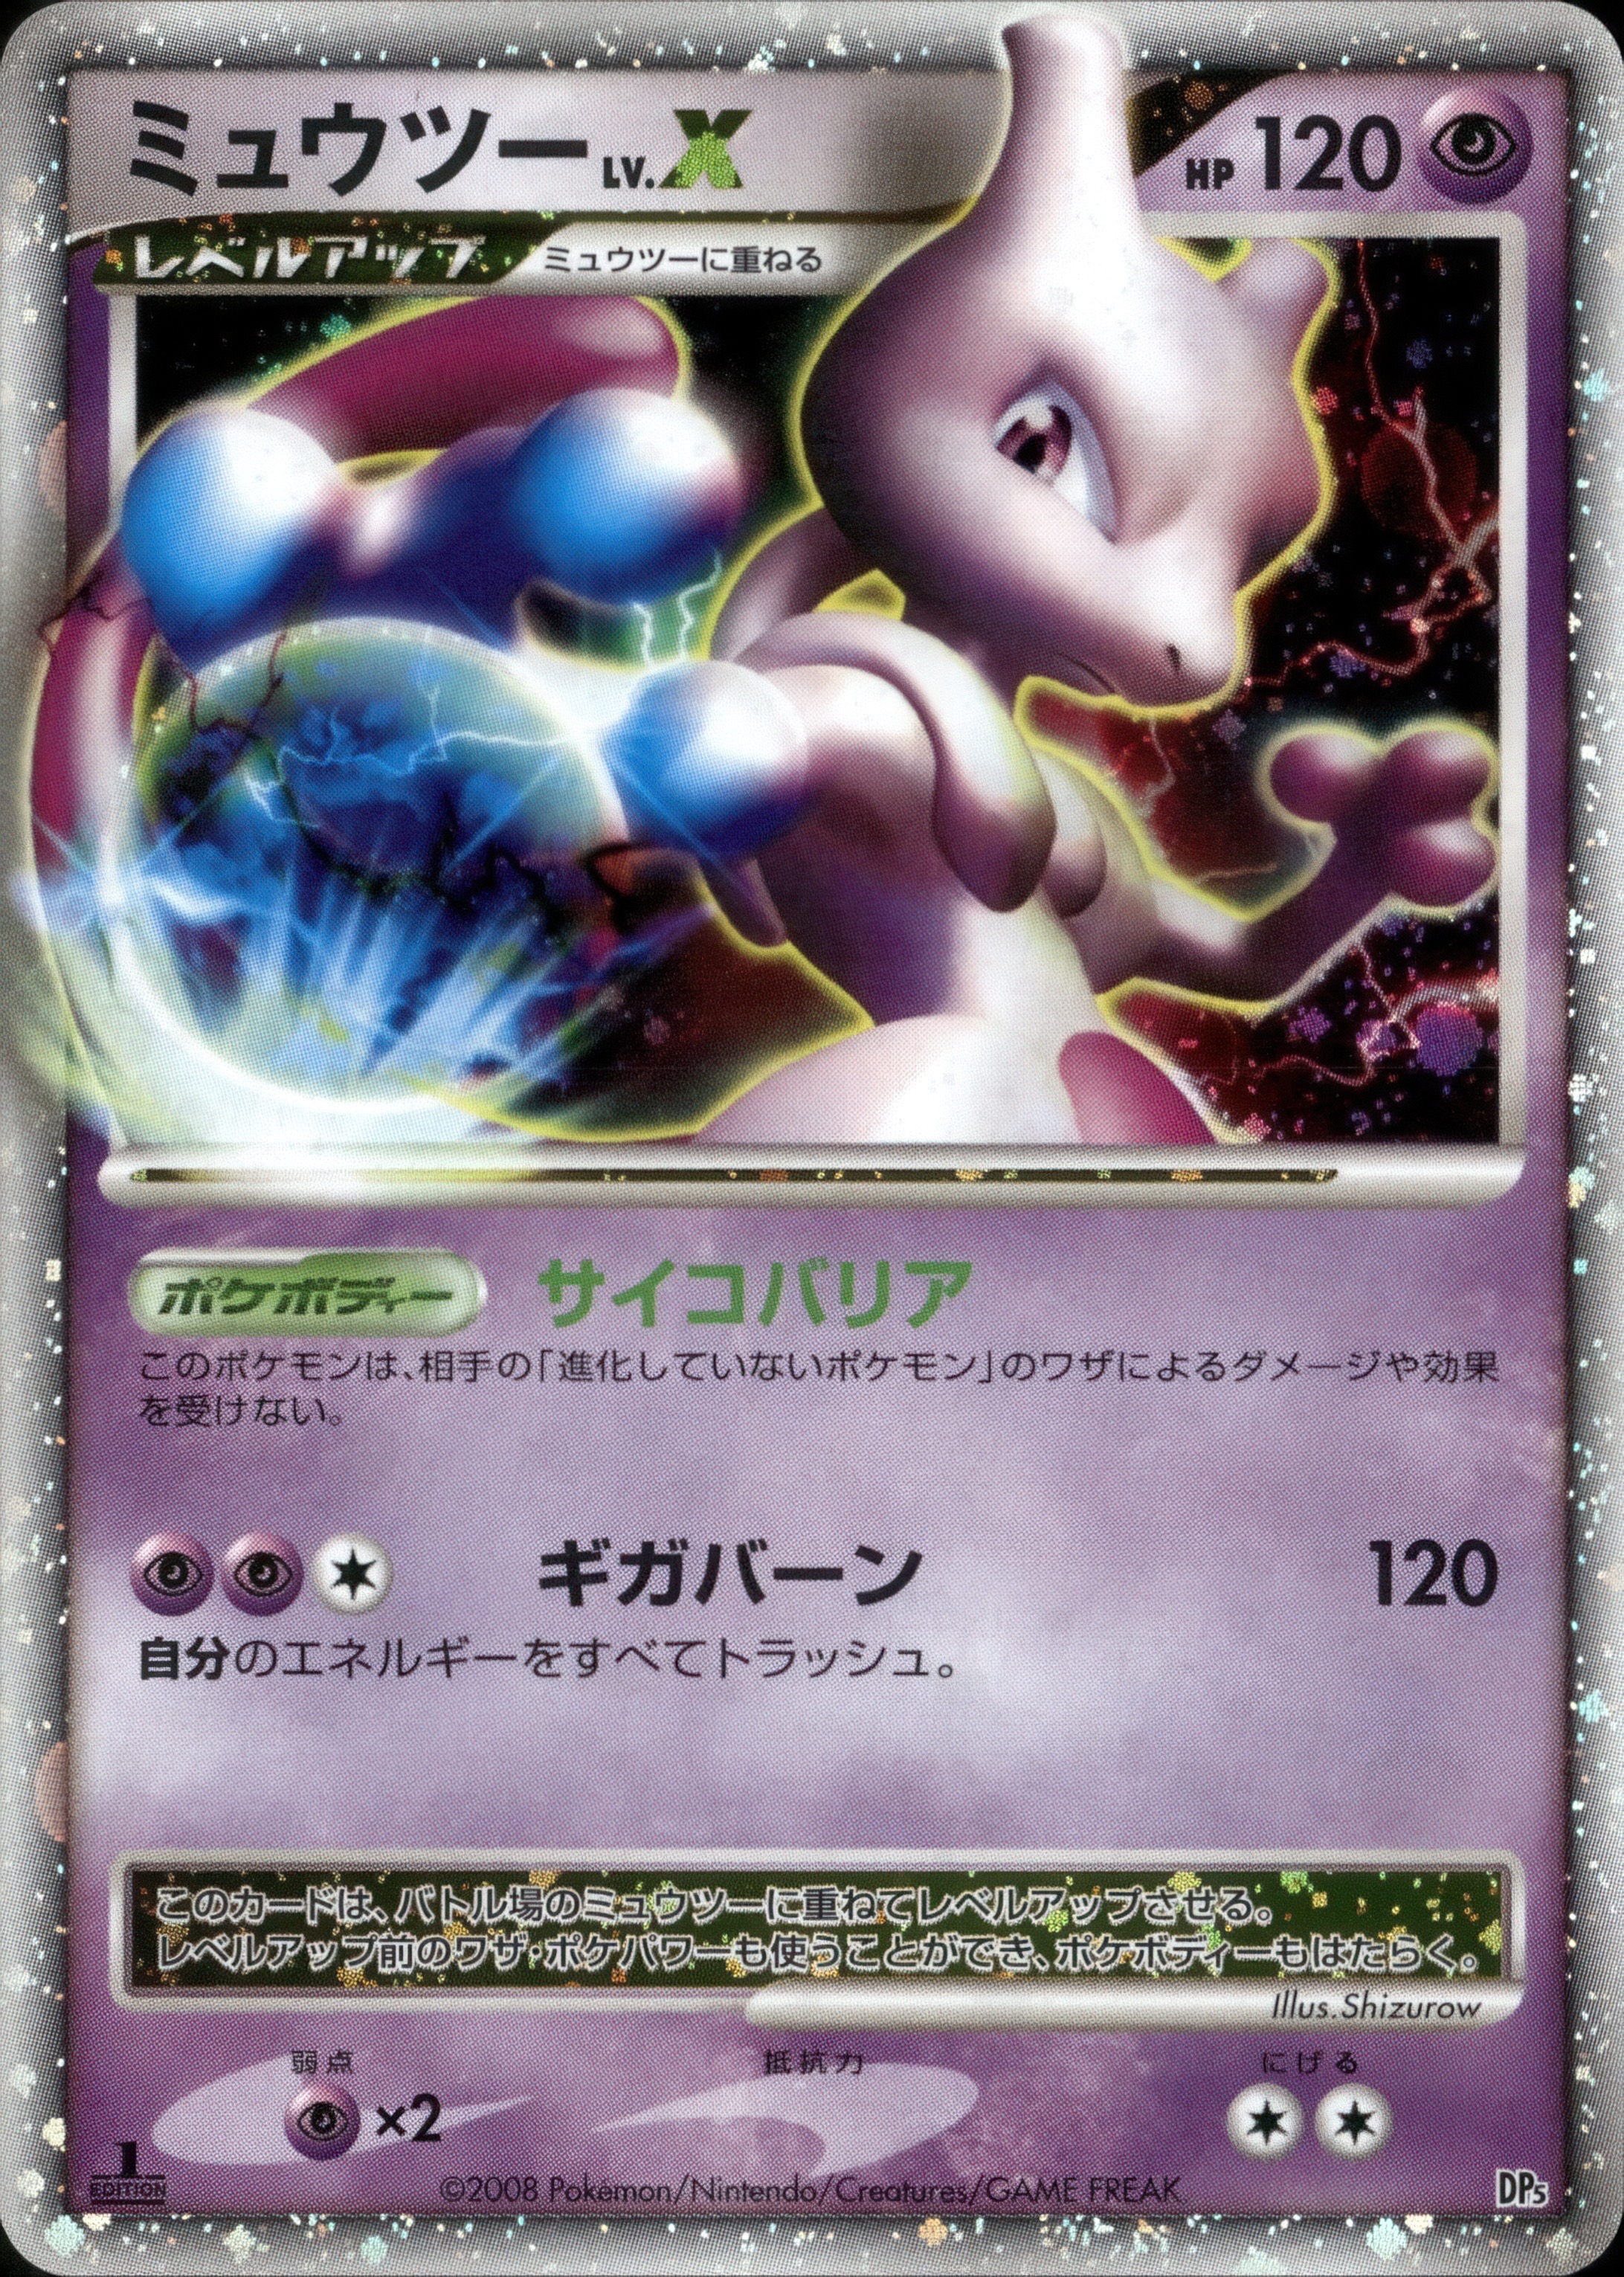 ミュウツー LV.X
HP 120
レベルアップ ミュウツーに重ねる
ポケボディー サイコバリア
このポケモンは、相手の「進化していないポケモン」のワザによるダメージや効果
を受けない。
ギガバーン 120
自分のエネルギーをすべてトラッシュ。
このカードは、バトル場のミュウツーに重ねてレベルアップさせる。
レベルアップ前のワザ・ポケパワーも使うことができ、ポケボディーもはたらく。
Illus.Shizurow
弱点 抵抗力 にげる
×2
1 EDITION
©2008 Pokémon/Nintendo/Creatures/GAME FREAK
DP5